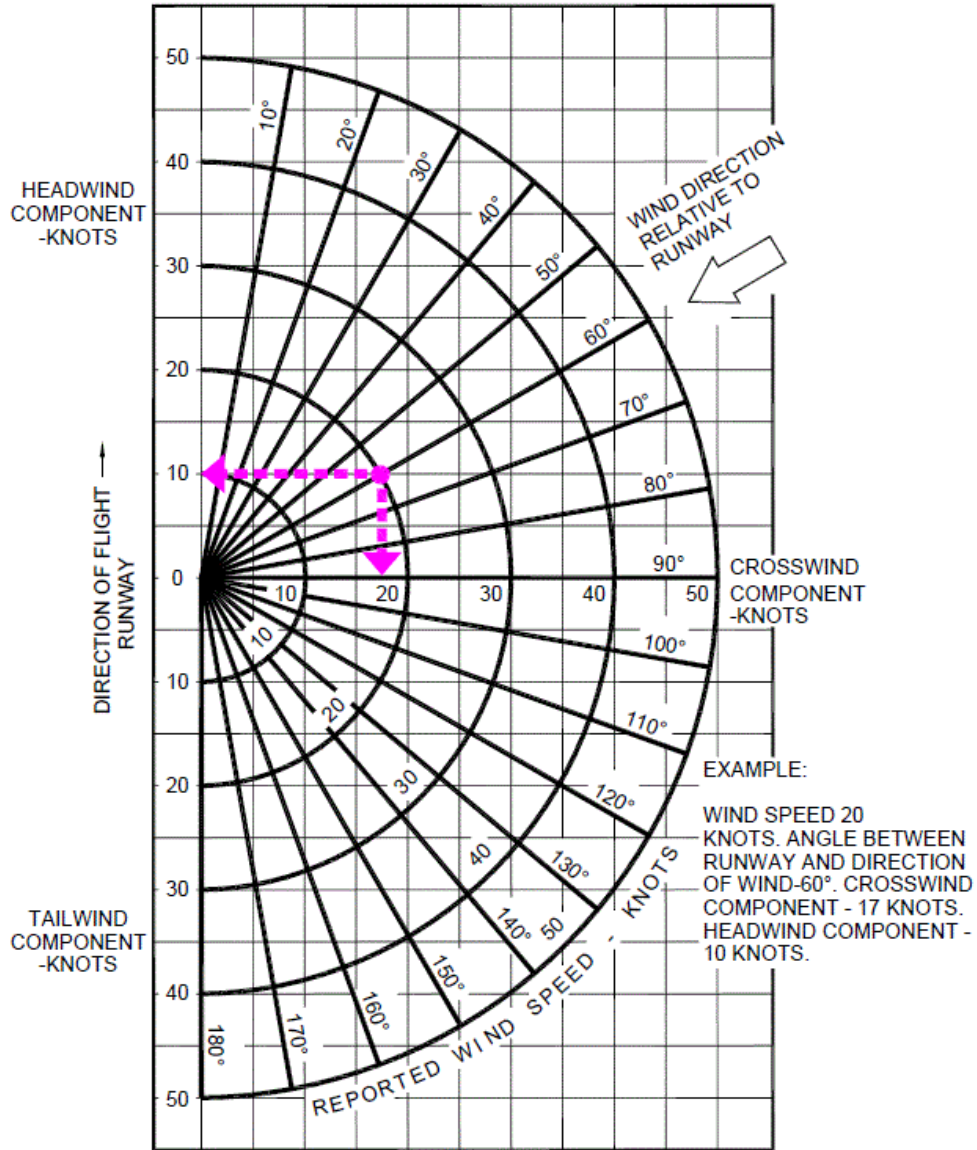 50
10°
20°
30°
40
40°
HEADWIND
COMPONENT
-KNOTS
WIND DIRECTION
RELATIVE TO
RUNWAY
30
50°
60°
20
70°
10
80°
DIRECTION OF FLIGHT
RUNWAY
0
10
20
30
40
50
90°
CROSSWIND
COMPONENT
-KNOTS
10
100°
10
20
110°
20
30
120°
EXAMPLE:
WIND SPEED 20
KNOTS. ANGLE BETWEEN
RUNWAY AND DIRECTION
OF WIND-60°. CROSSWIND
COMPONENT - 17 KNOTS.
HEADWIND COMPONENT -
10 KNOTS.
40
130°
30
50
140°
TAILWIND
COMPONENT
-KNOTS
150°
40
160°
170°
180°
50
REPORTED WIND SPEED - KNOTS